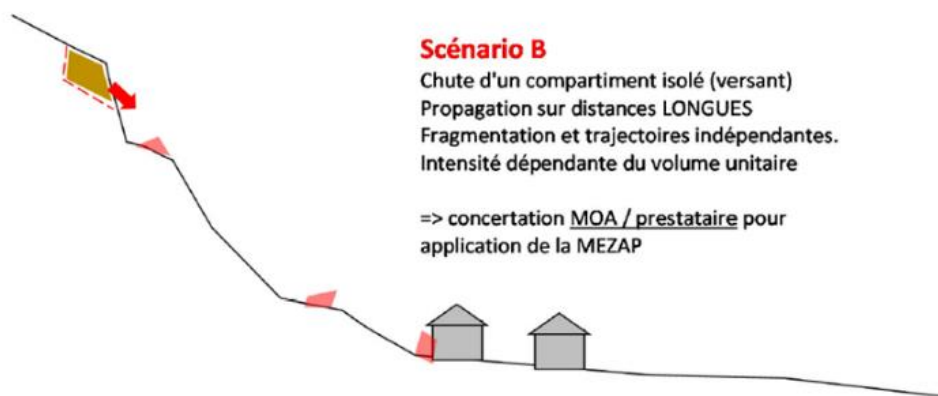 Scénario B
Chute d'un compartiment isolé (versant)
Propagation sur distances LONGUES
Fragmentation et trajectoires indépendantes.
Intensité dépendante du volume unitaire
=> concertation MOA / prestataire pour
application de la MEZAP